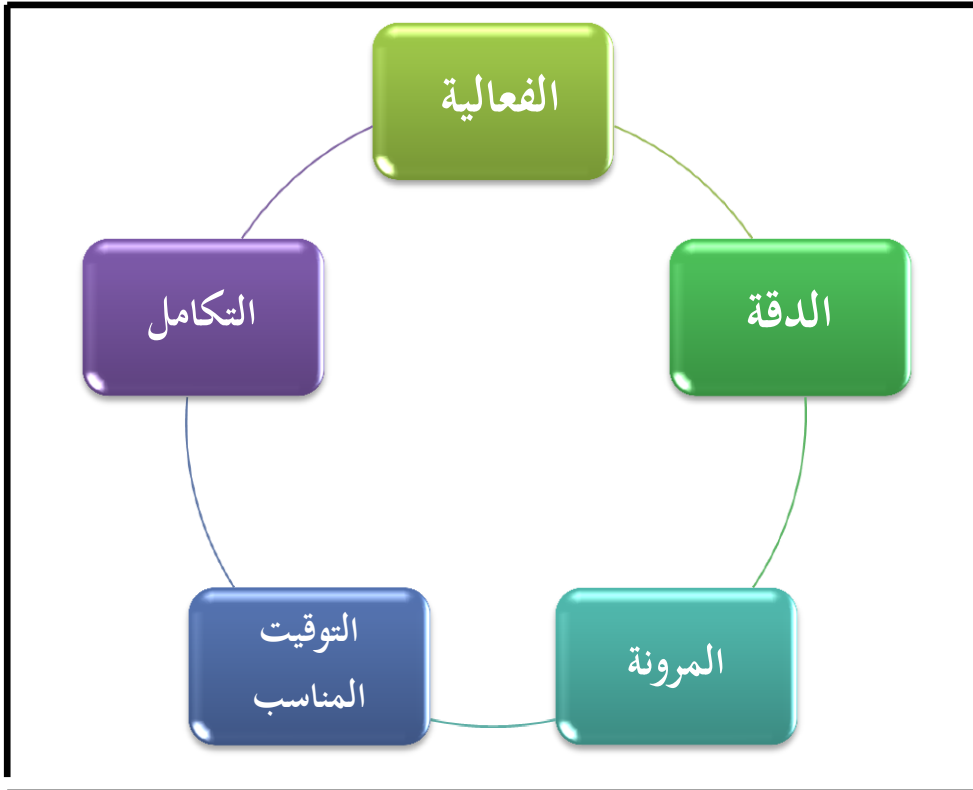 الفعالية
الدقة
التكامل
المرونة
التوقيت
المناسب